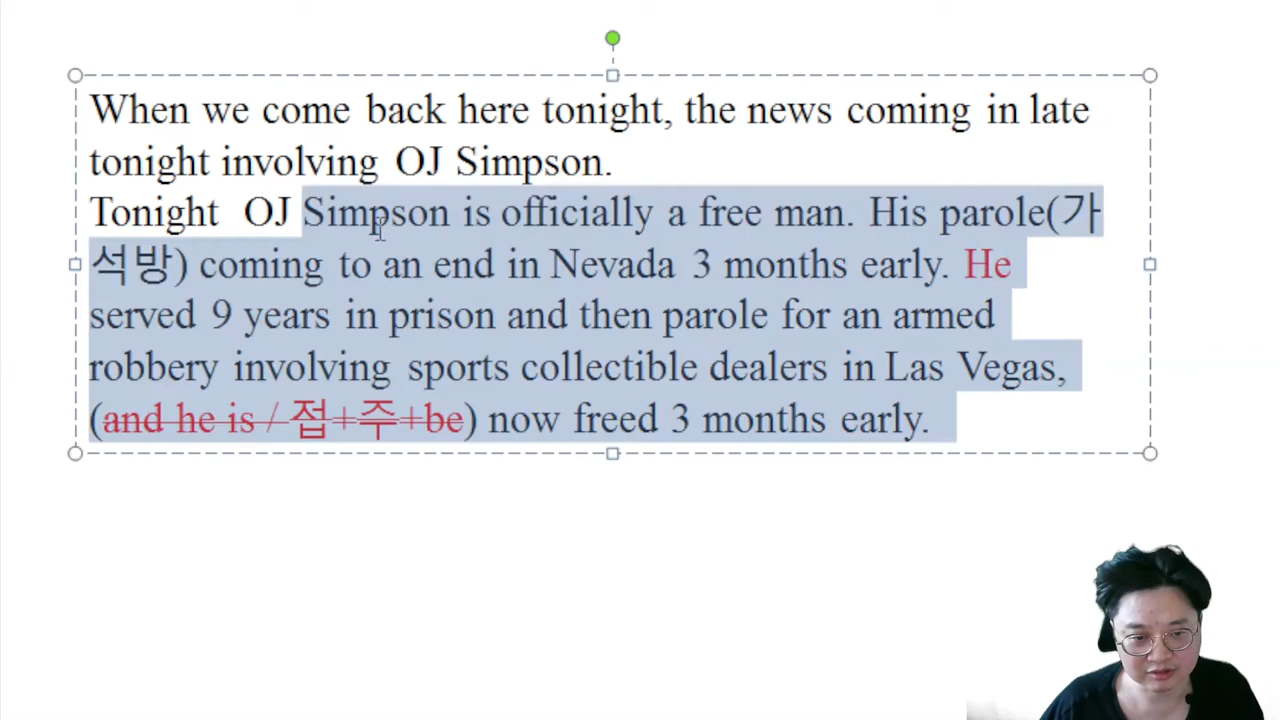 When we come back here tonight, the news coming in late
tonight involving OJ Simpson.
Tonight OJ Simpson is officially a free man. His parole(가
석방) coming to an end in Nevada 3 months early. He
served 9 years in prison and then parole for an armed
robbery involving sports collectible dealers in Las Vegas,
(and he is / 접+주+be) now freed 3 months early.